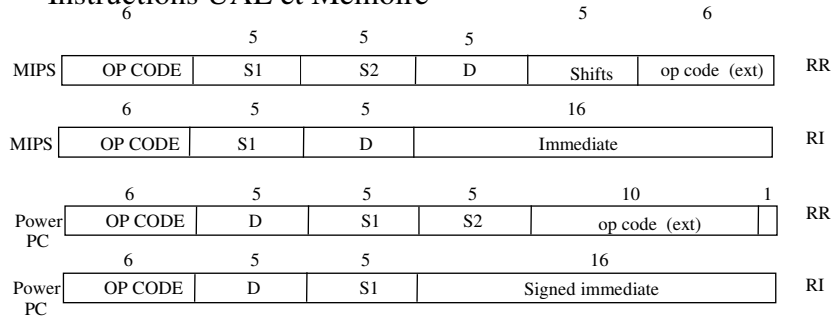 Instructions UAL et Mémoire
6 5 6
5 5 5
MIPS OP CODE S1 S2 D Shifts op code (ext) RR
6 5 5 16
MIPS OP CODE S1 D Immediate RI
6 5 5 5 10 1
Power PC OP CODE D S1 S2 op code (ext) RR
6 5 5 16
Power PC OP CODE D S1 Signed immediate RI